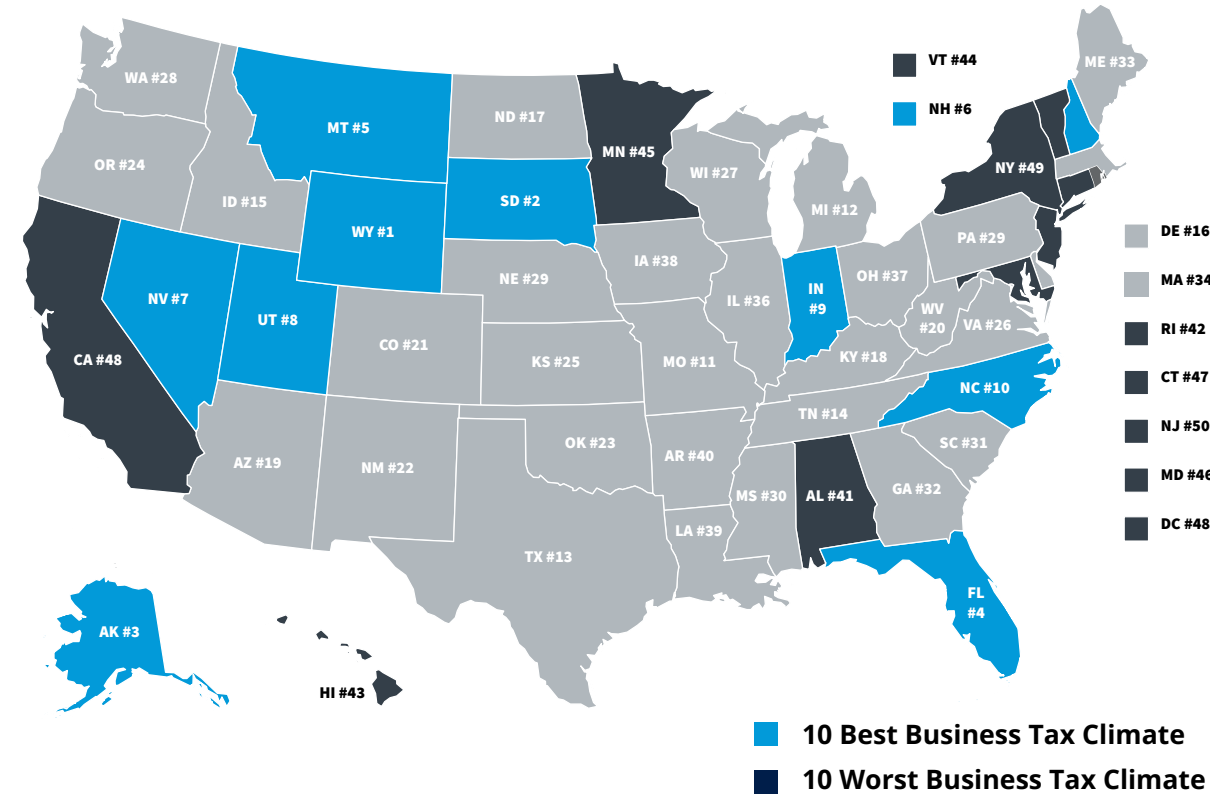 VT #44
NH #6
WA #28
MT #5
ND #17
MN #45
ME #33
OR #24
ID #15
WY #1
SD #2
WI #27
MI #12
NY #49
NV #7
UT #8
NE #29
IA #38
IL #36
IN
#9
OH #37
PA #29
WV
#20
VA #26
DE #16
MA #34
RI #42
CT #47
NJ #50
MD #46
DC #48
CA #48
CO #21
KS #25
MO #11
KY #18
NC #10
TN #14
SC #31
AZ #19
NM #22
OK #23
AR #40
MS #30
AL #41
GA #32
LA #39
TX #13
FL
#4
AK #3
HI #43
10 Best Business Tax Climate
10 Worst Business Tax Climate